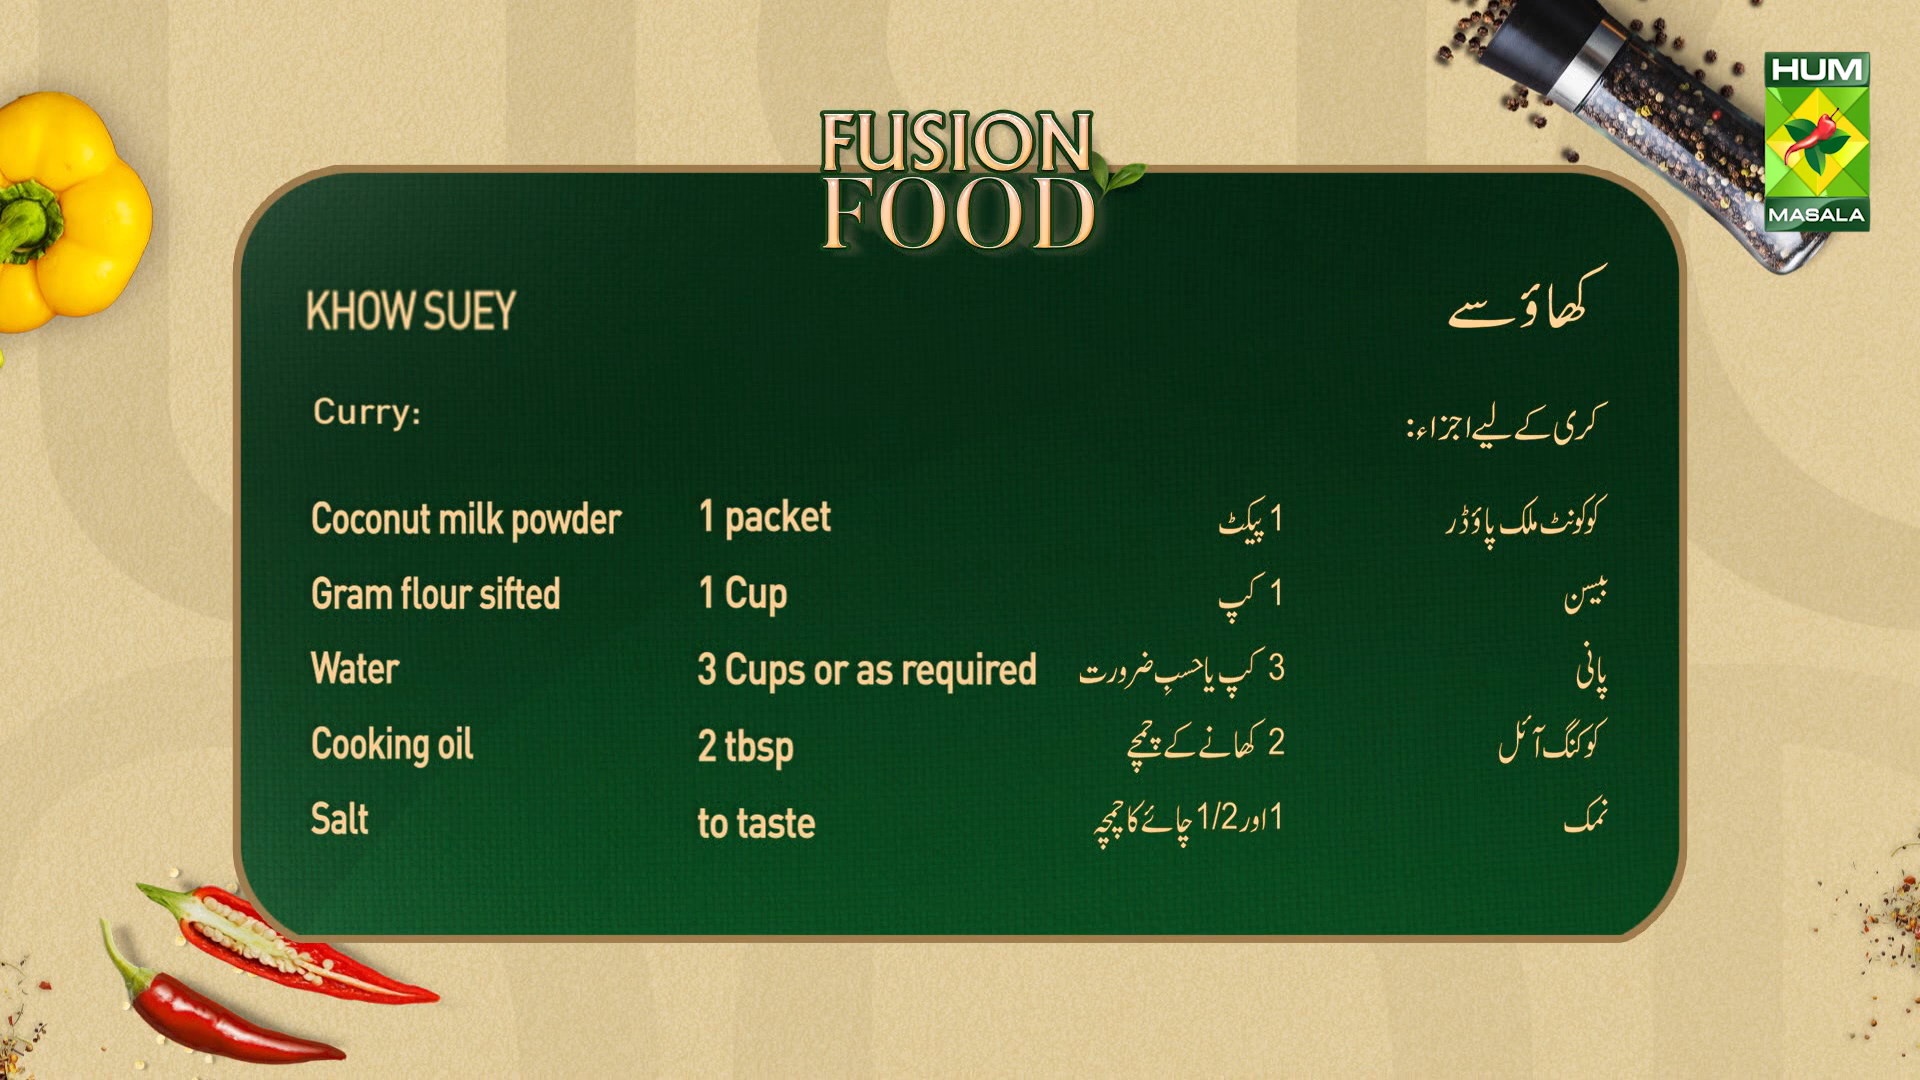 HUM
MASALA
FUSION
FOOD
KHOW SUEY کھاؤسے
Curry: کری کے لیے اجزاء:
Coconut milk powder 1 packet 1 پیکٹ کوکونٹ ملک پاؤڈر
Gram flour sifted 1 Cup 1 کپ بیسن
Water 3 Cups or as required 3 کپ یا حسبِ ضرورت پانی
Cooking oil 2 tbsp 2 کھانے کے چمچے کوکنگ آئل
Salt to taste 1 اور 1/2 چائے کا چمچہ نمک